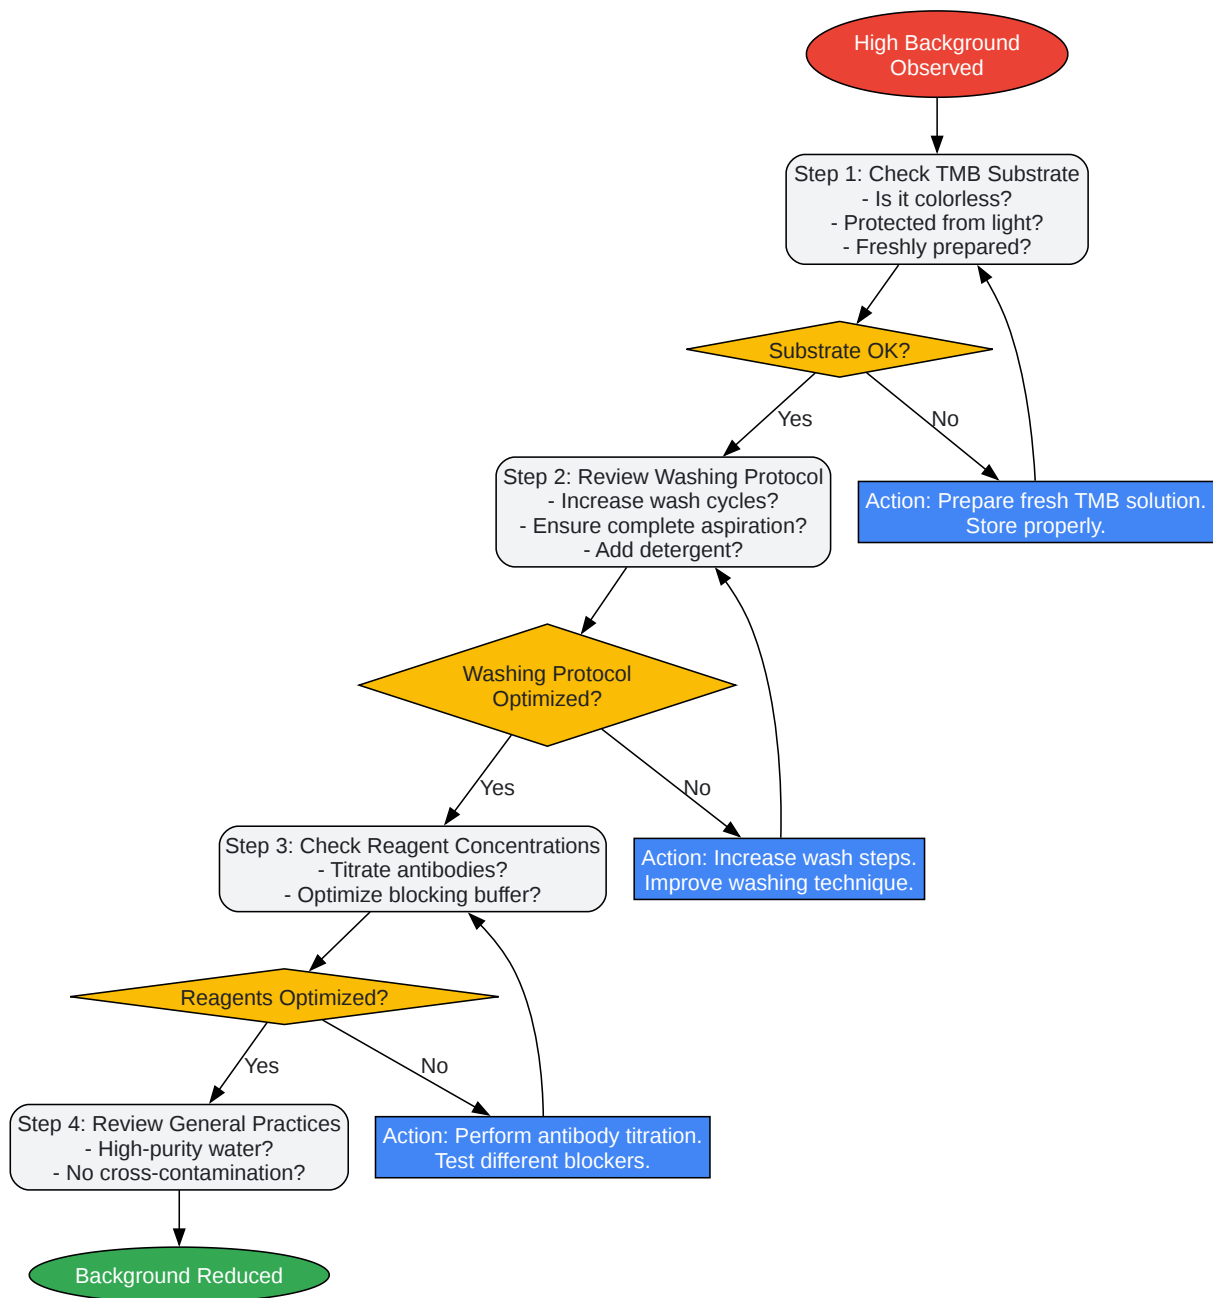 High Background
Observed
Step 1: Check TMB Substrate
- Is it colorless?
- Protected from light?
- Freshly prepared?
Substrate OK?
Yes
No
Step 2: Review Washing Protocol
- Increase wash cycles?
- Ensure complete aspiration?
- Add detergent?
Action: Prepare fresh TMB solution.
Store properly.
Washing Protocol
Optimized?
Yes
No
Step 3: Check Reagent Concentrations
- Titrate antibodies?
- Optimize blocking buffer?
Action: Increase wash steps.
Improve washing technique.
Reagents Optimized?
Yes
No
Step 4: Review General Practices
- High-purity water?
- No cross-contamination?
Action: Perform antibody titration.
Test different blockers.
Background Reduced